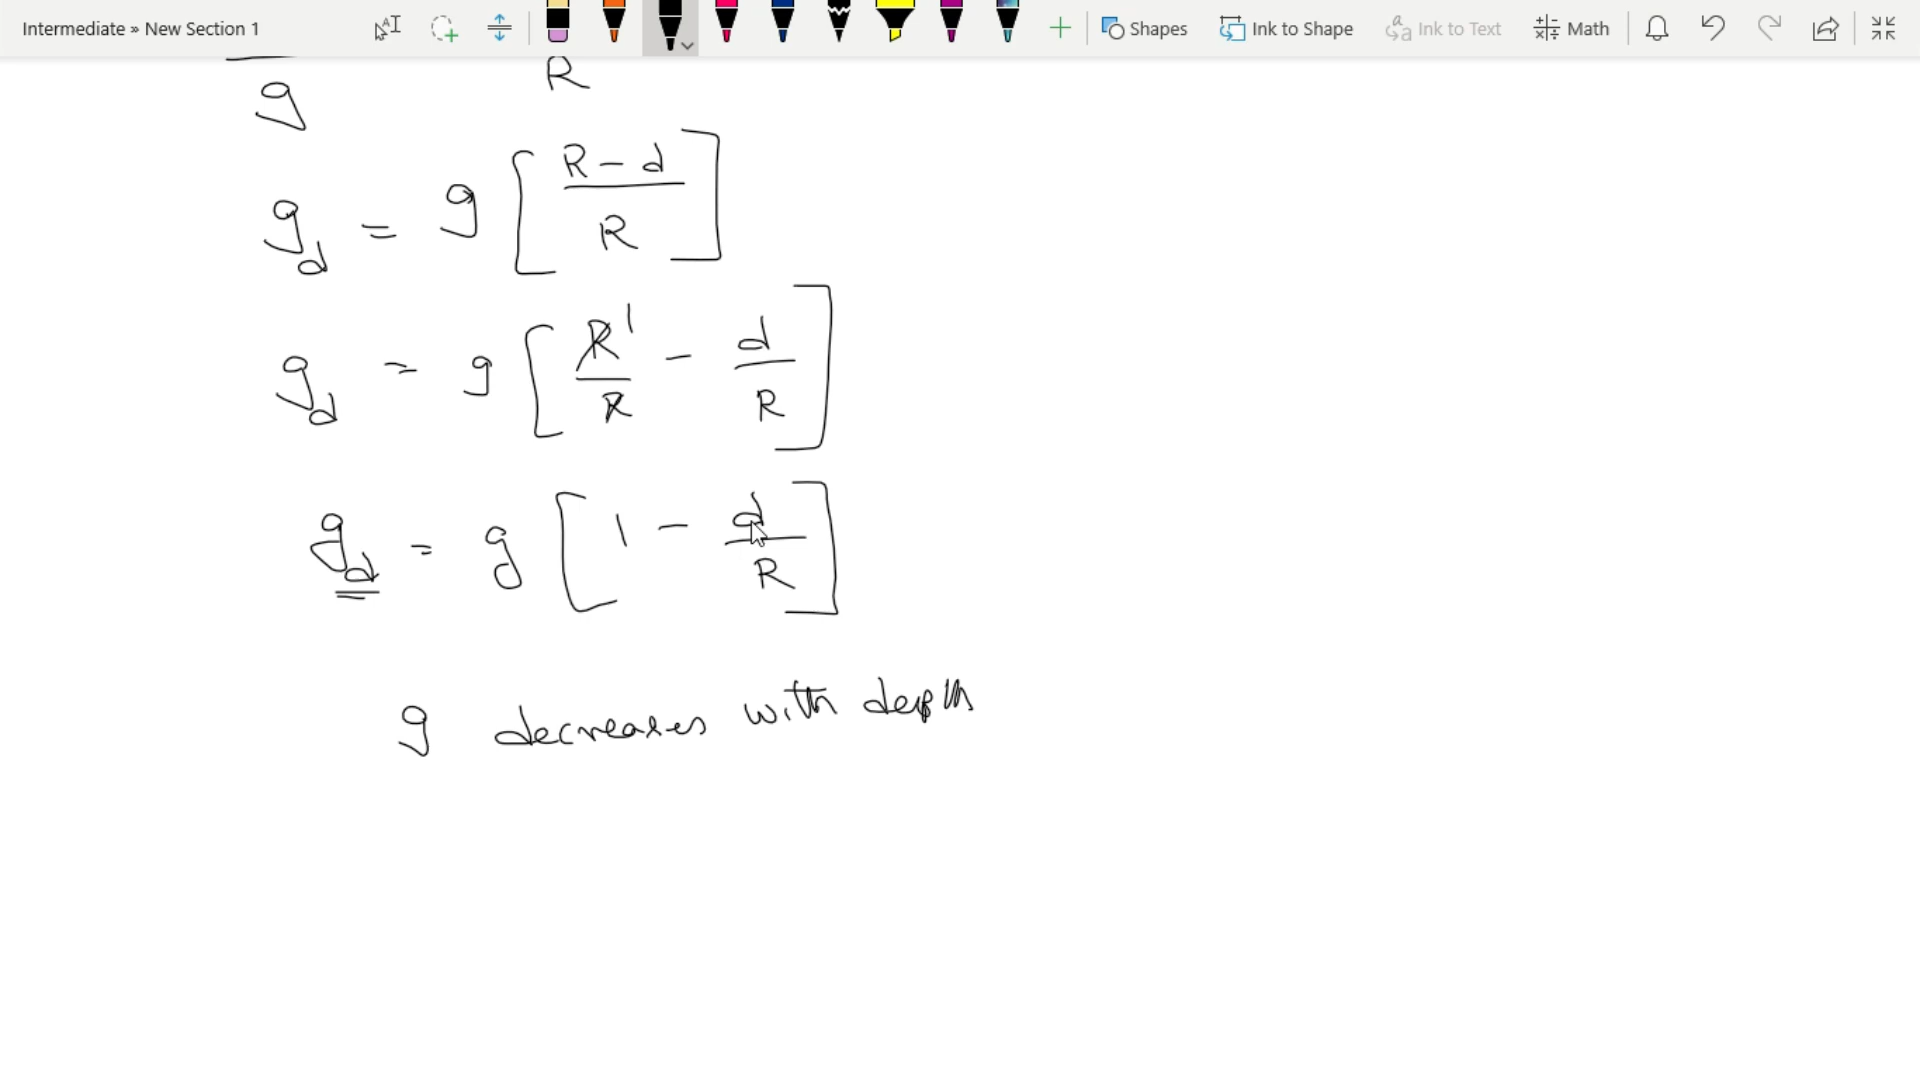 Intermediate » New Section 1 Shapes Ink to Shape Ink to Text Math
g R
g_d = g [ (R - d) / R ]
g_d = g [ R/R 1 - d/R ]
g_d = g [ 1 - d/R ]
g decreases with depth